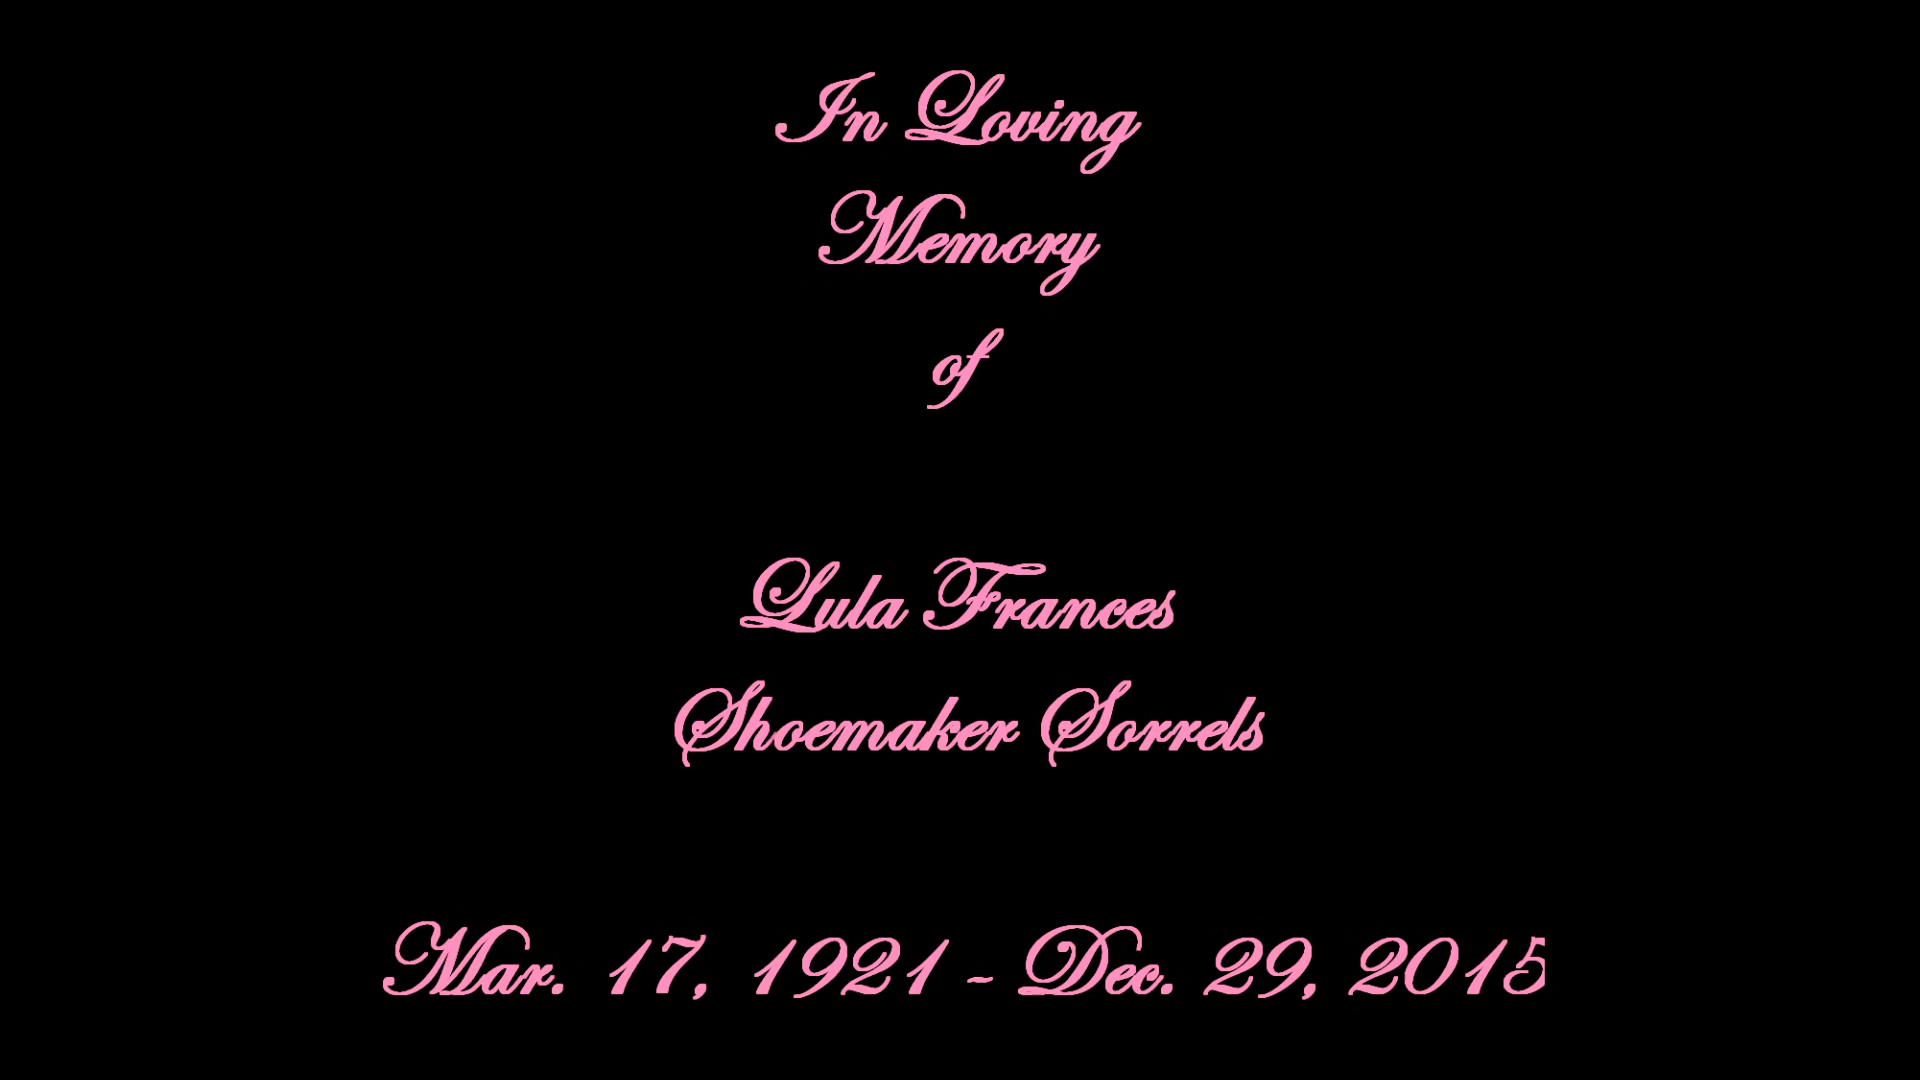 In Loving
Memory
of
Lula Frances
Shoemaker Sorrels
Mar. 17, 1921 - Dec. 29, 2015